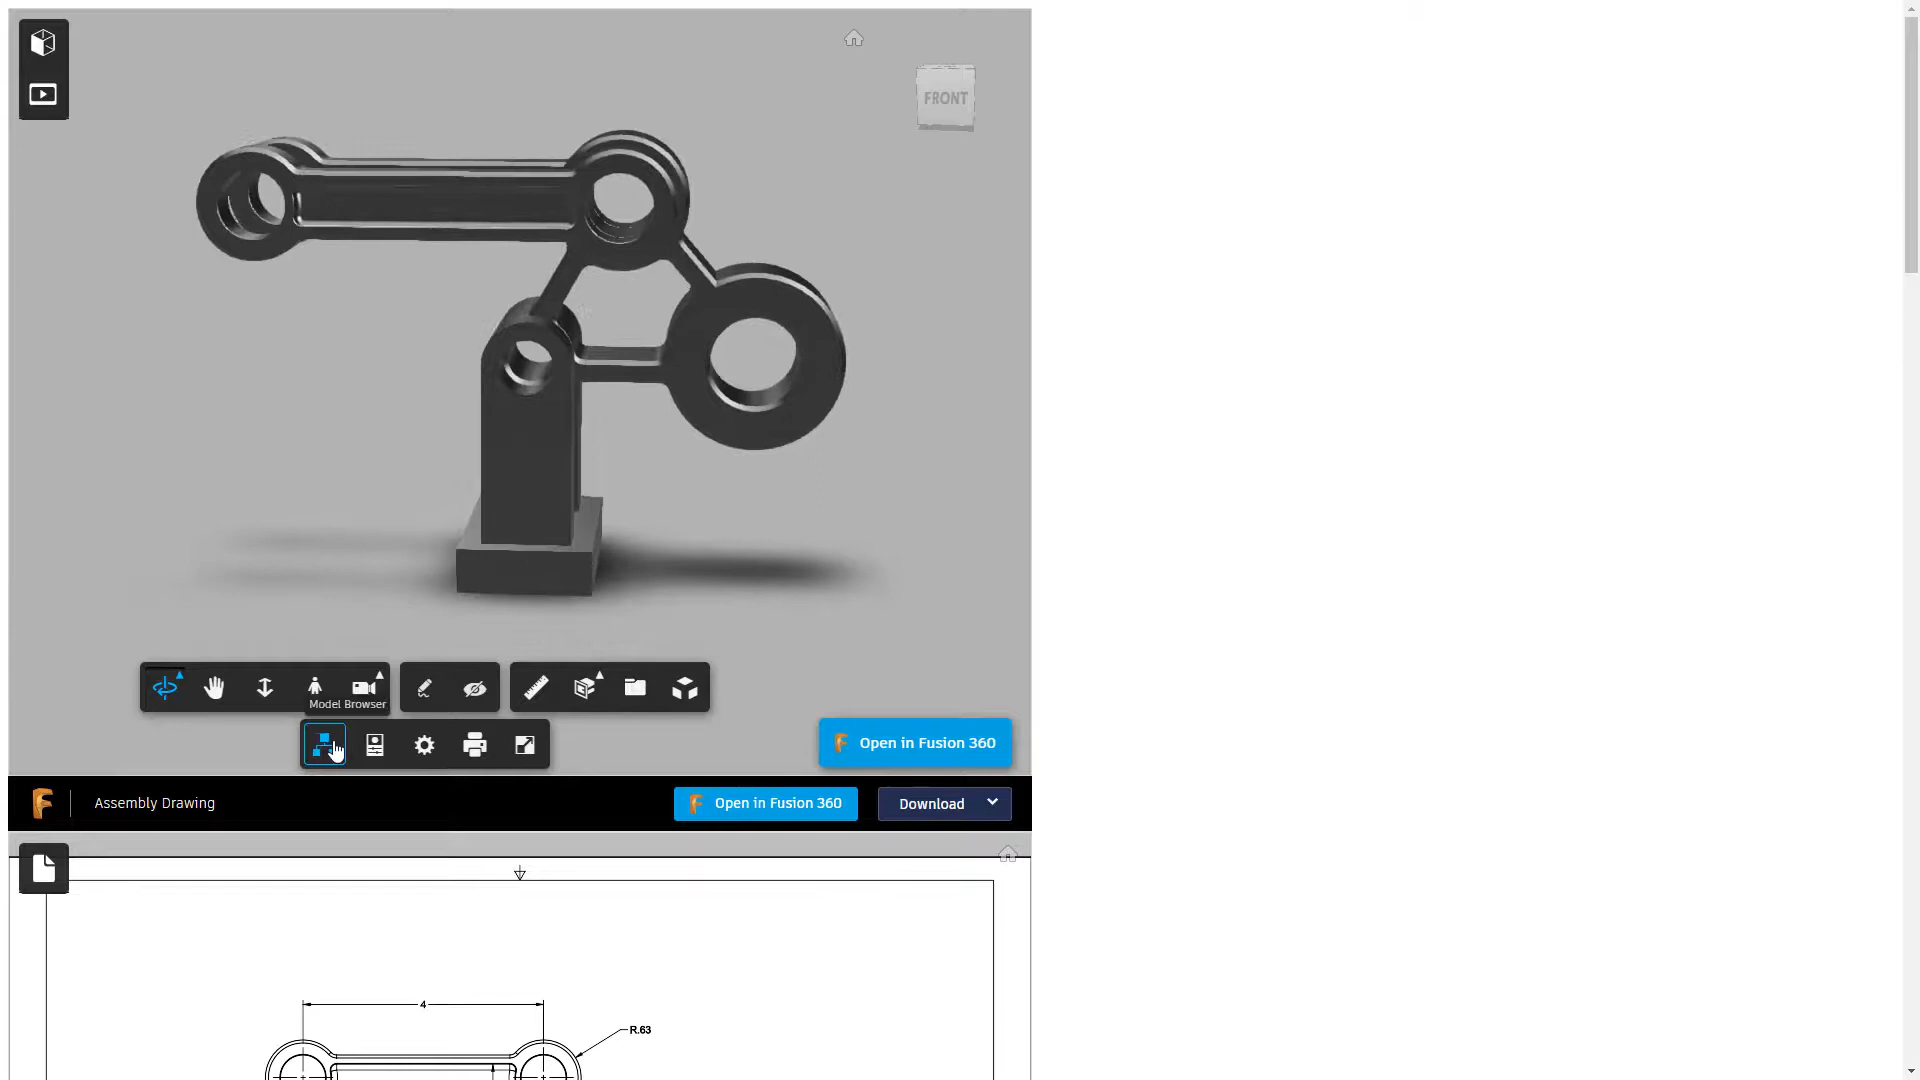 FRONT
Model Browser
Open in Fusion 360
Assembly Drawing
Open in Fusion 360
Download
4
R.63